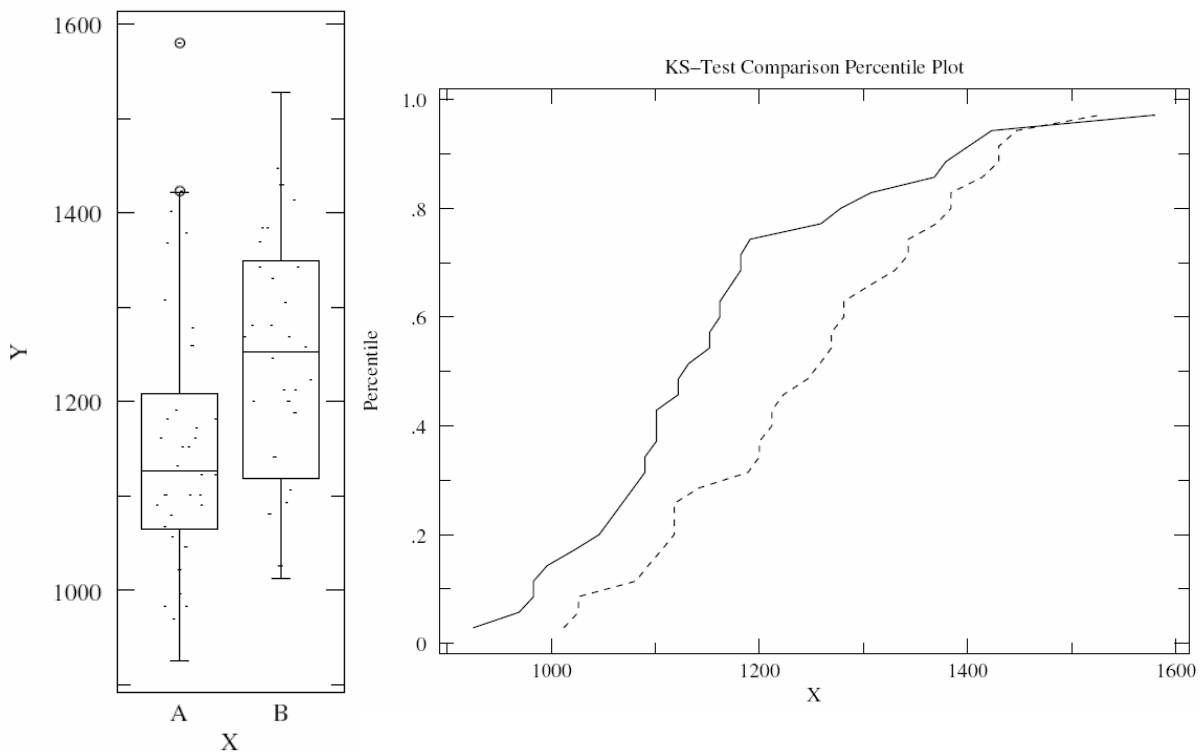 1600
1400
1200
1000
Y
A B
X
KS–Test Comparison Percentile Plot
1.0
.8
.6
.4
.2
0
Percentile
1000 1200 1400 1600
X